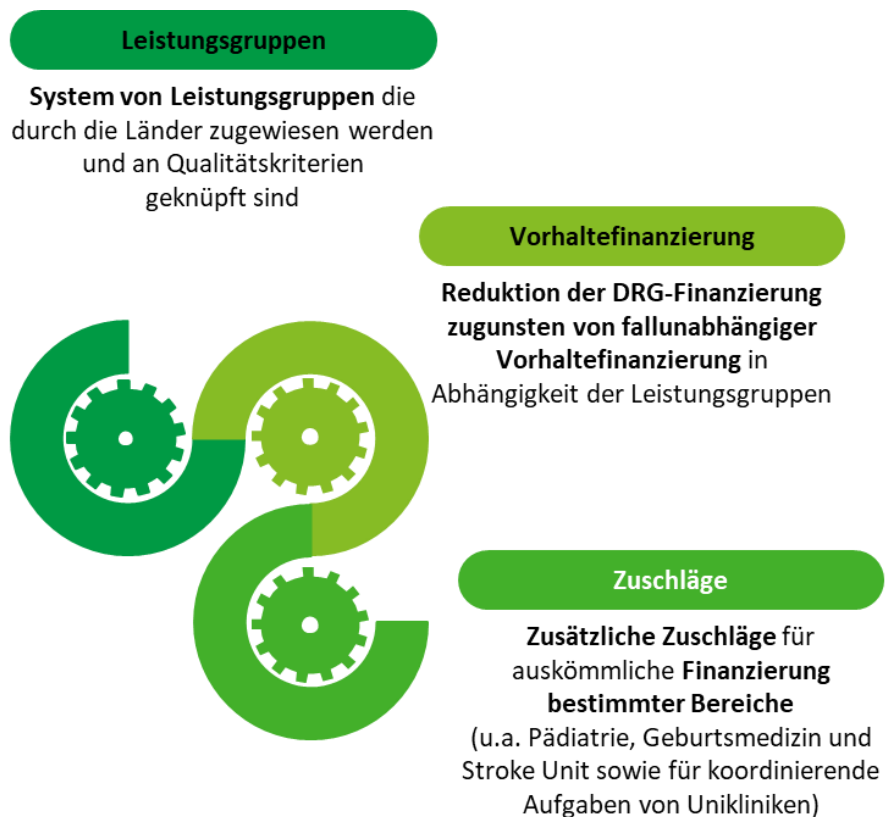 Leistungsgruppen
System von Leistungsgruppen die
durch die Länder zugewiesen werden
und an Qualitätskriterien
geknüpft sind
Vorhaltefinanzierung
Reduktion der DRG-Finanzierung
zugunsten von fallunabhängiger
Vorhaltefinanzierung in
Abhängigkeit der Leistungsgruppen
Zuschläge
Zusätzliche Zuschläge für
auskömmliche Finanzierung
bestimmter Bereiche
(u.a. Pädiatrie, Geburtsmedizin und
Stroke Unit sowie für koordinierende
Aufgaben von Unikliniken)